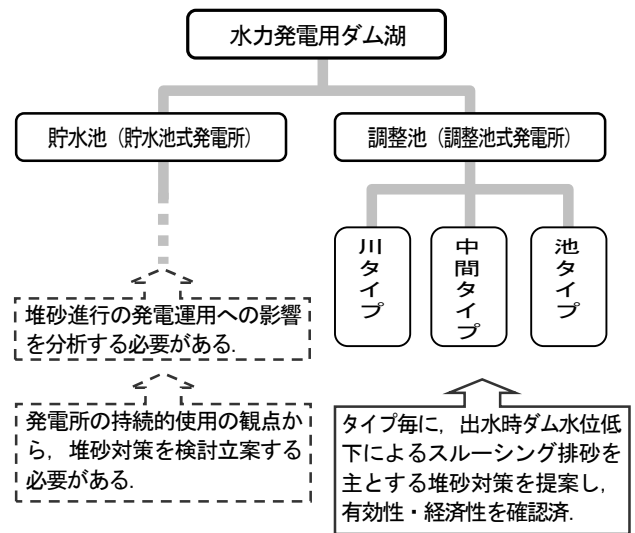 水力発電用ダム湖
貯水池（貯水池式発電所）
調整池（調整池式発電所）
川タイプ
中間タイプ
池タイプ
堆砂進行の発電運用への影響
を分析する必要がある.
発電所の持続的使用の観点か
ら，堆砂対策を検討立案する
必要がある.
タイプ毎に，出水時ダム水位低
下によるスルーシング排砂を
主とする堆砂対策を提案し，
有効性・経済性を確認済.